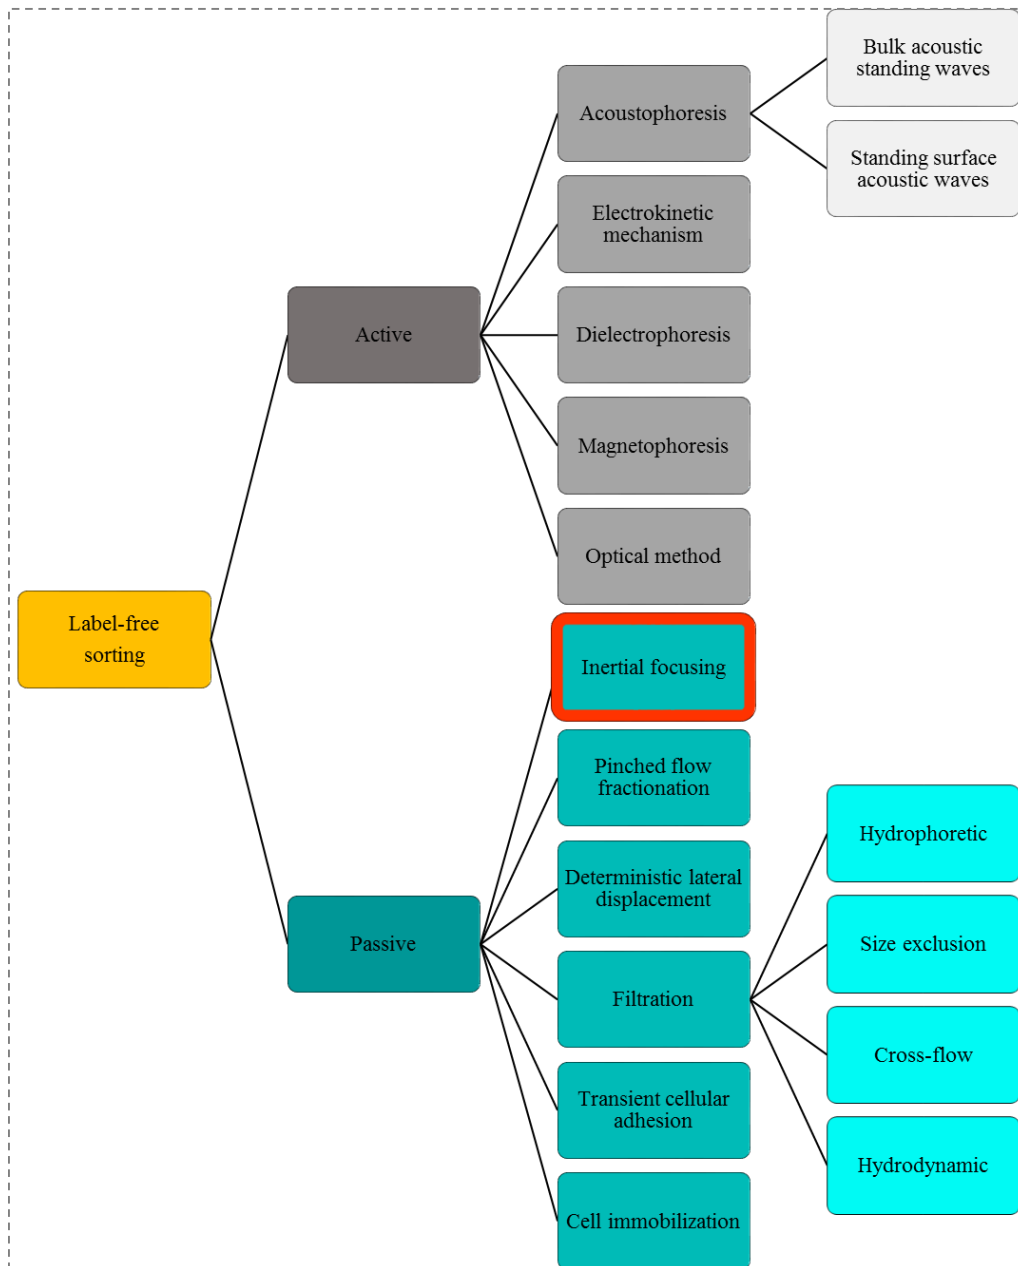 Bulk acoustic
standing waves
Acoustophoresis
Standing surface
acoustic waves
Electrokinetic
mechanism
Active
Dielectrophoresis
Magnetophoresis
Optical method
Label-free
sorting
Inertial focusing
Pinched flow
fractionation
Hydrophoretic
Deterministic lateral
displacement
Passive
Size exclusion
Filtration
Cross-flow
Transient cellular
adhesion
Hydrodynamic
Cell immobilization